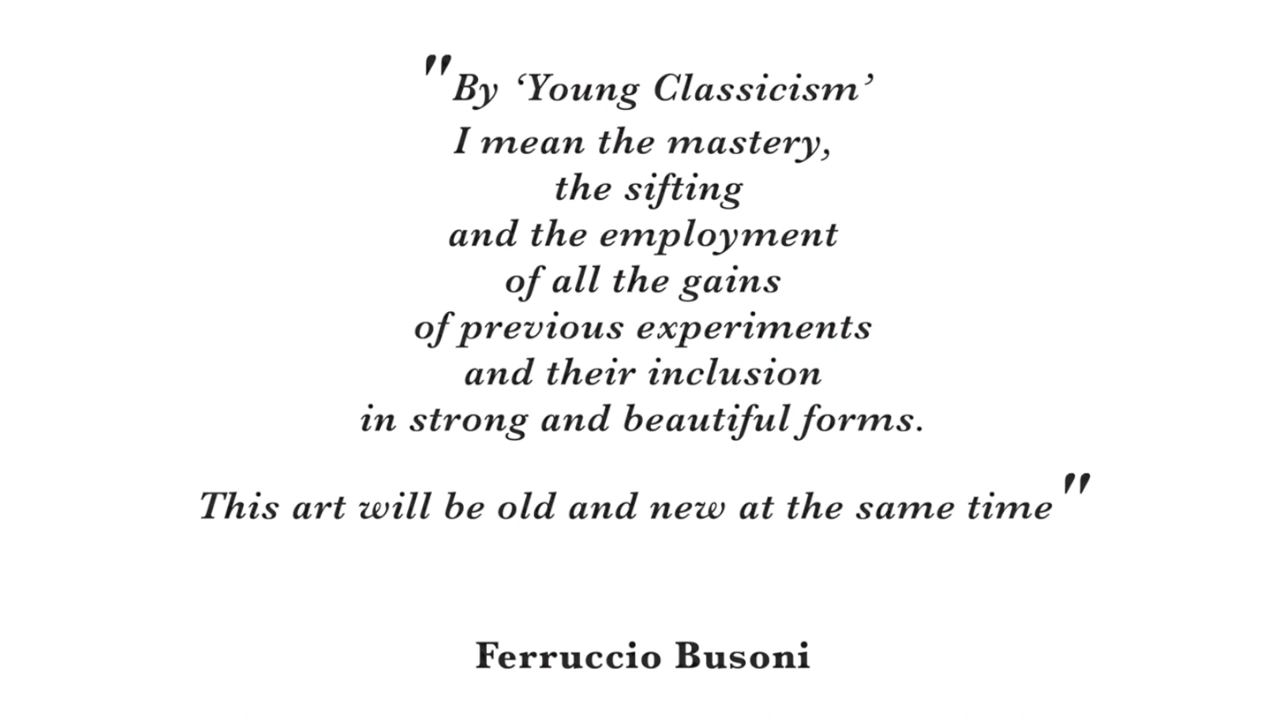 "By ‘Young Classicism’
I mean the mastery,
the sifting
and the employment
of all the gains
of previous experiments
and their inclusion
in strong and beautiful forms.
This art will be old and new at the same time"
Ferruccio Busoni